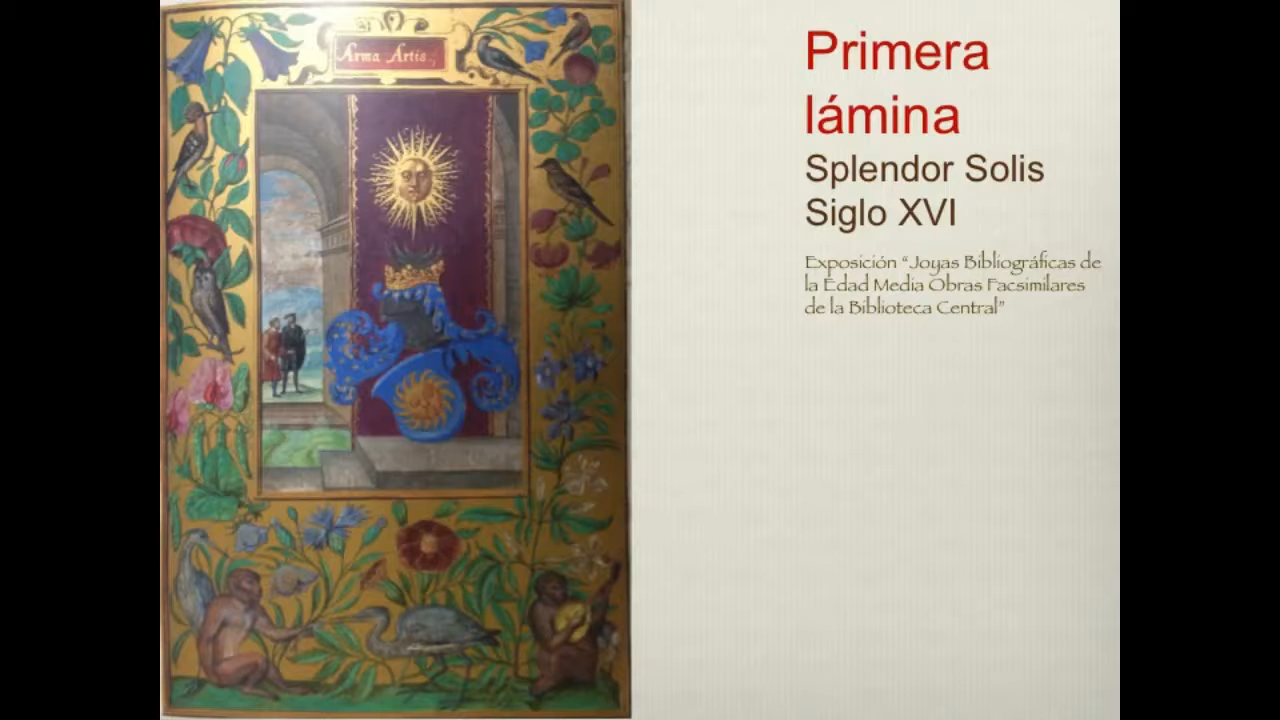 Arma Artis
Primera
lámina
Splendor Solis
Siglo XVI
Exposición “Joyas Bibliográficas de
la Edad Media Obras Facsimilares
de la Biblioteca Central”